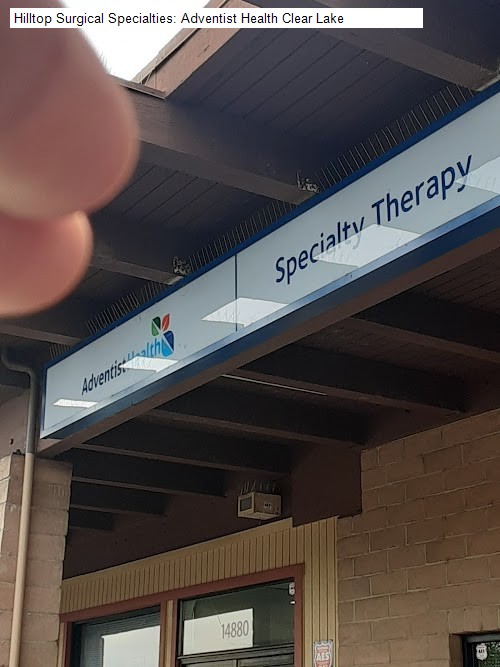 Hilltop Surgical Specialties: Adventist Health Clear Lake
Specialty Therapy
Adventist Health
14880